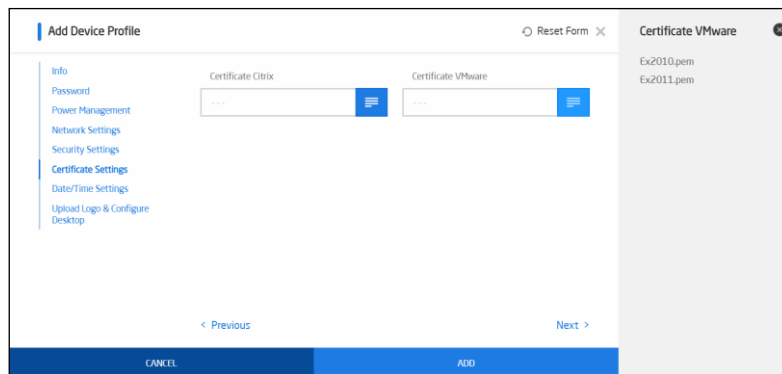 Add Device Profile
Reset Form
Info
Password
Power Management
Network Settings
Security Settings
Certificate Settings
Date/Time Settings
Upload Logo & Configure
Desktop
Certificate Citrix
---
Certificate VMware
---
< Previous
Next >
CANCEL
ADD
Certificate VMware
Ex2010.pem
Ex2011.pem